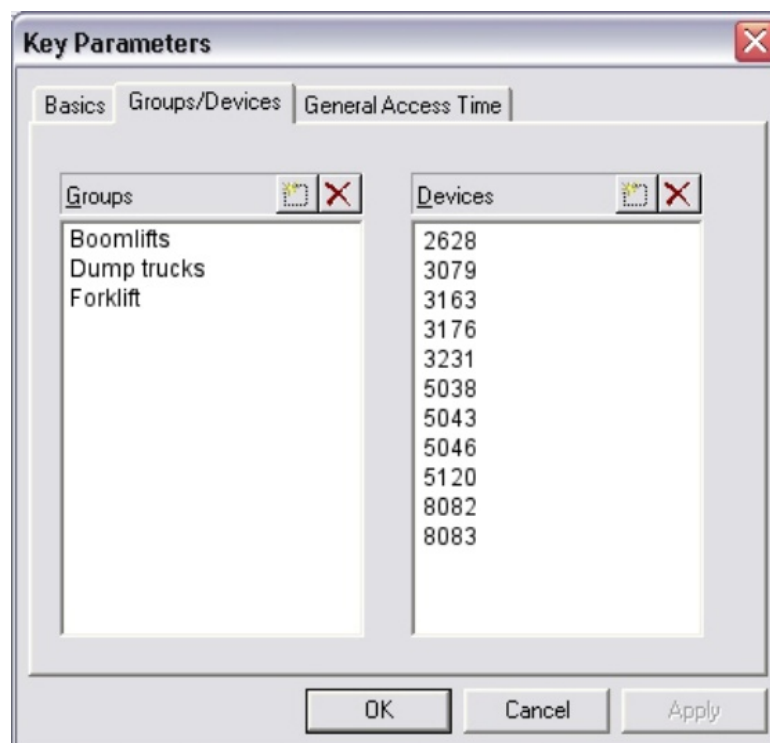 Key Parameters
Basics
Groups/Devices
General Access Time
Groups
Boomlifts
Dump trucks
Forklift
Devices
2628
3079
3163
3176
3231
5038
5043
5046
5120
8082
8083
OK
Cancel
Apply